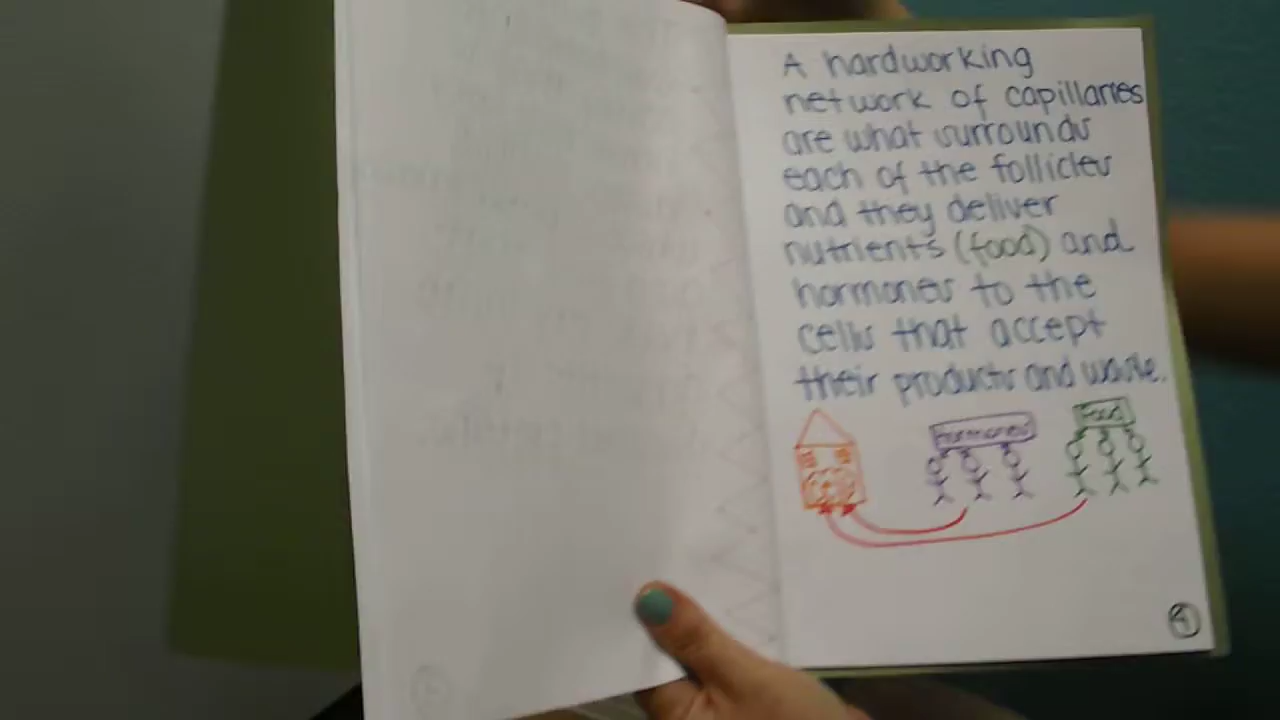 A hardworking
network of capillaries
are what surrounds
each of the follicles
and they deliver
nutrients (food) and
hormones to the
cells that accept
their products and waste.
Hormones
Food